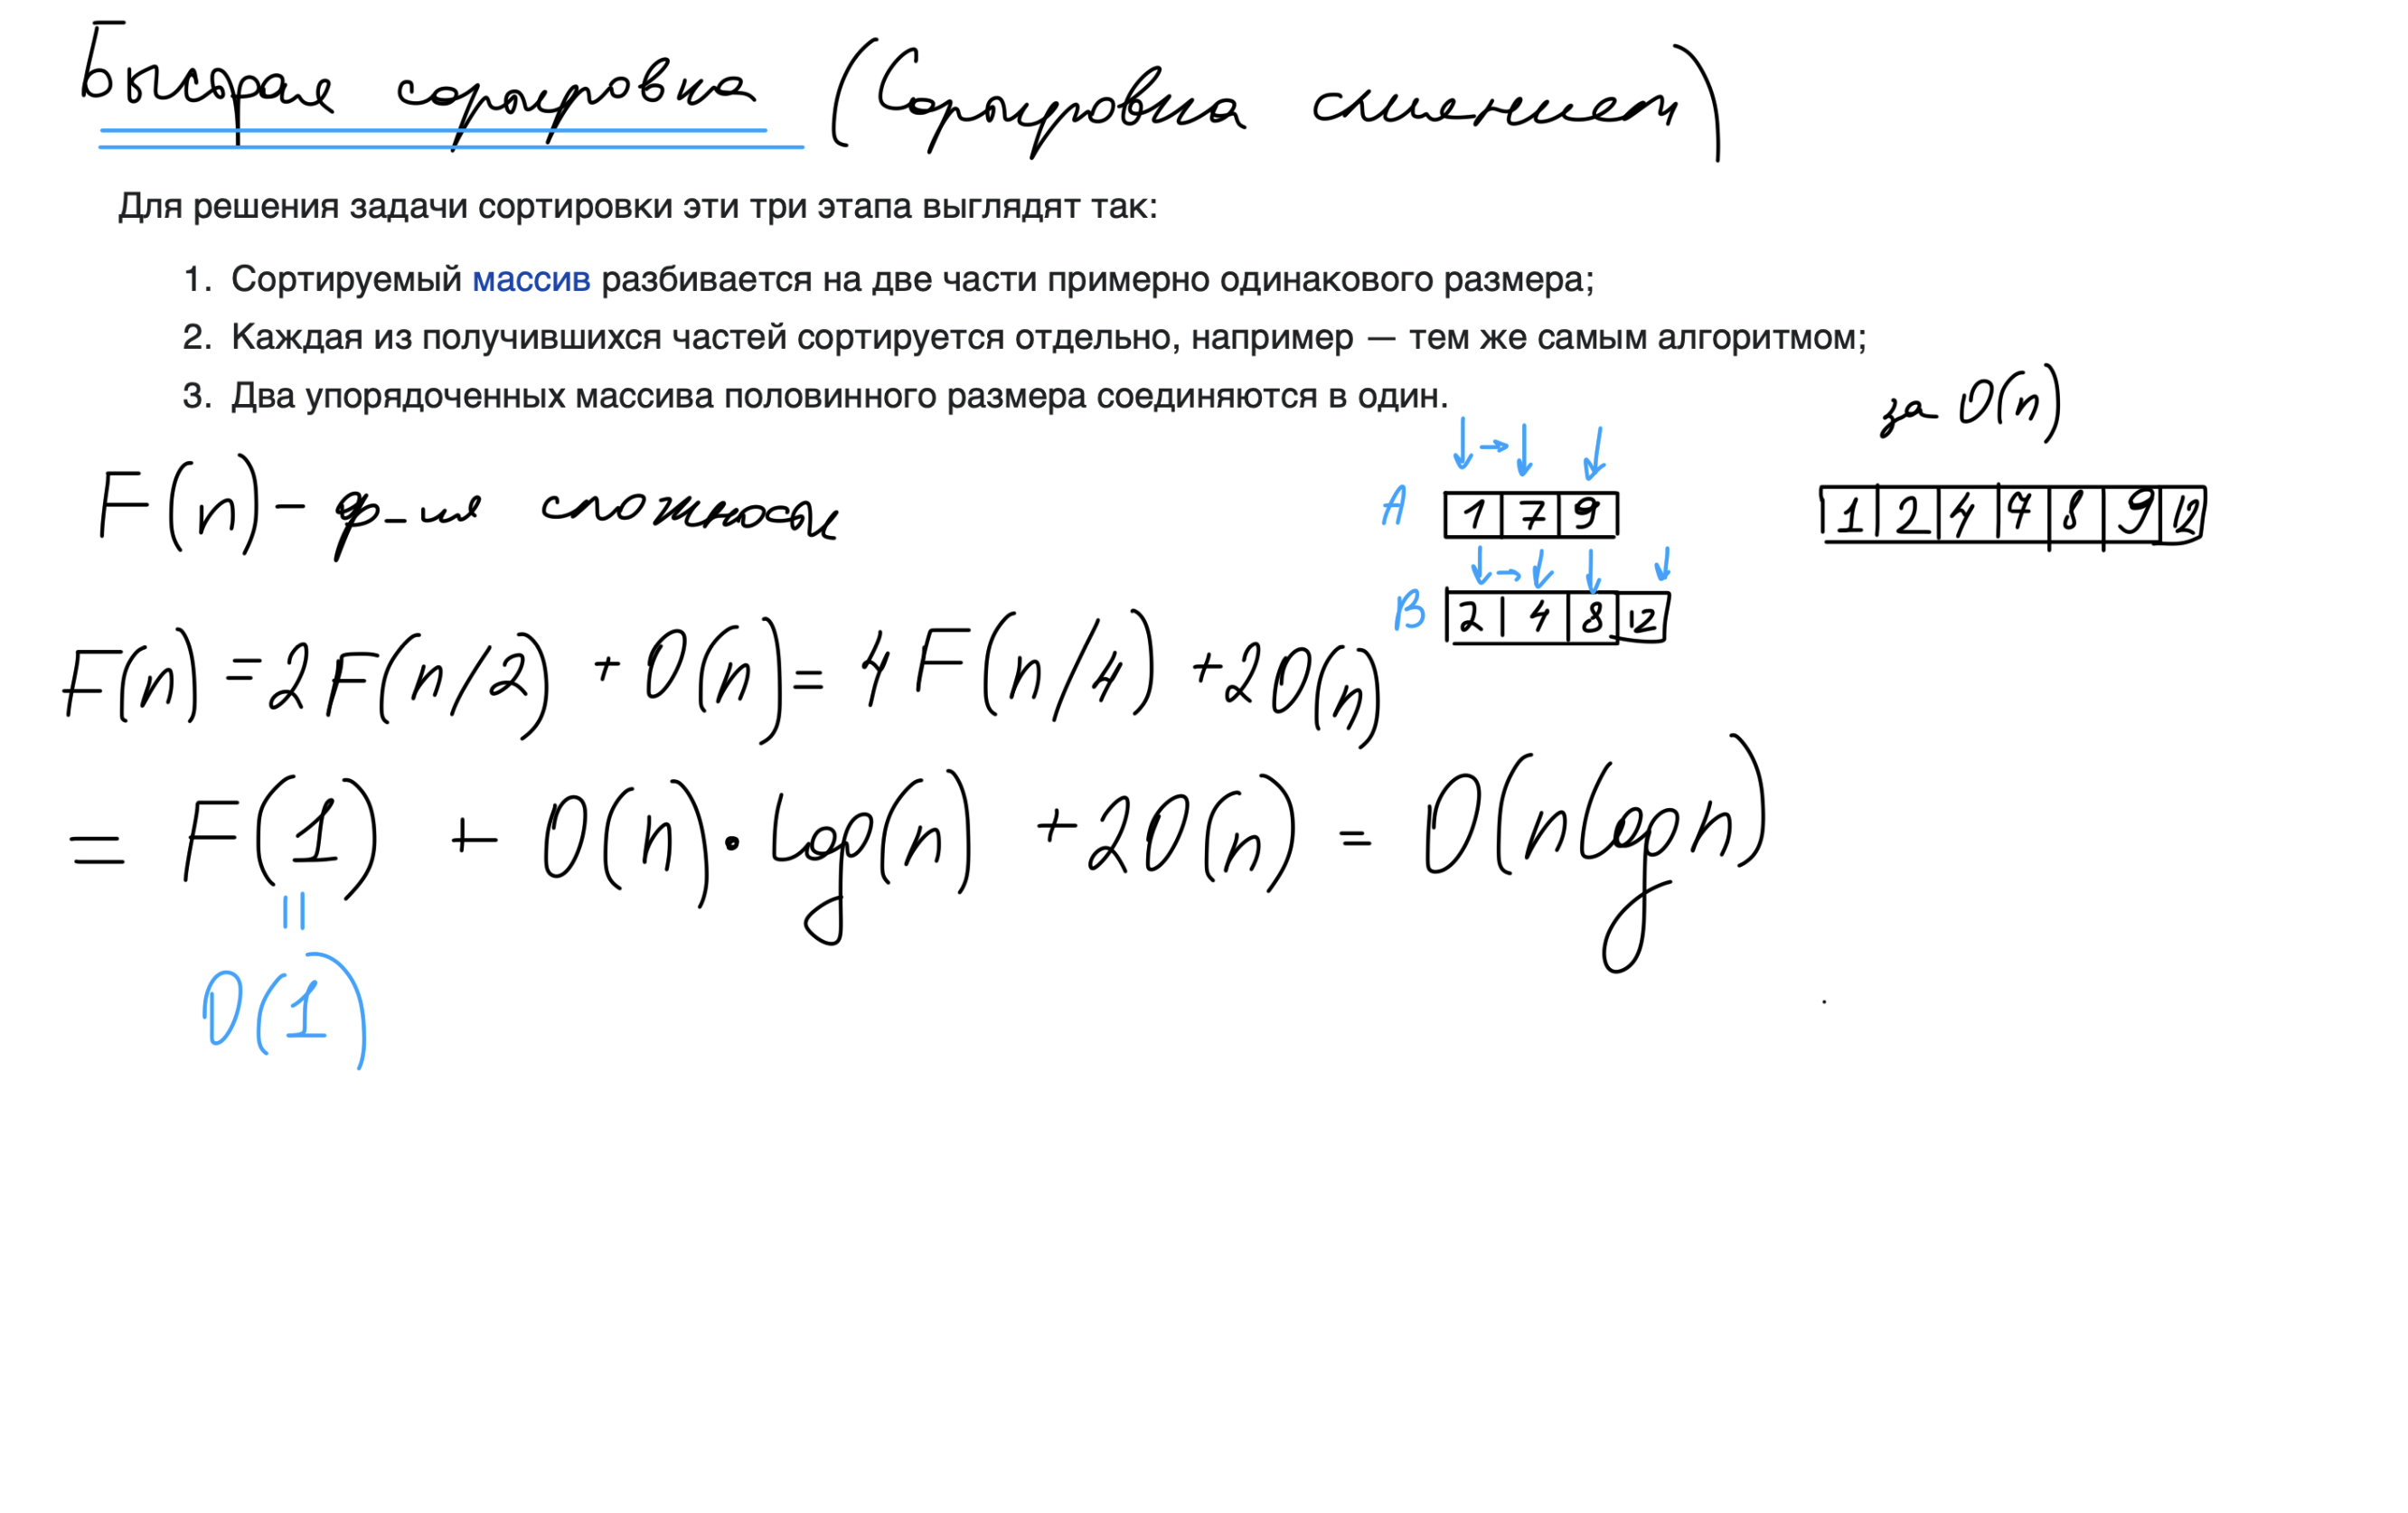 Быстрая сортировка (Сортировка слиянием)
Для решения задачи сортировки эти три этапа выглядят так:
1. Сортируемый массив разбивается на две части примерно одинакового размера;
2. Каждая из получившихся частей сортируется отдельно, например — тем же самым алгоритмом;
3. Два упорядоченных массива половинного размера соединяются в один.
за O(n)
F(n) - ф-ия сложности
A 1 7 9
1 2 4 7 8 9 12
B 2 4 8 12
F(n) = 2F(n/2) + O(n) = 4F(n/4) + 2O(n)
= F(1) + O(n) • log(n) + 2O(n) = O(n log n)
||
O(1)